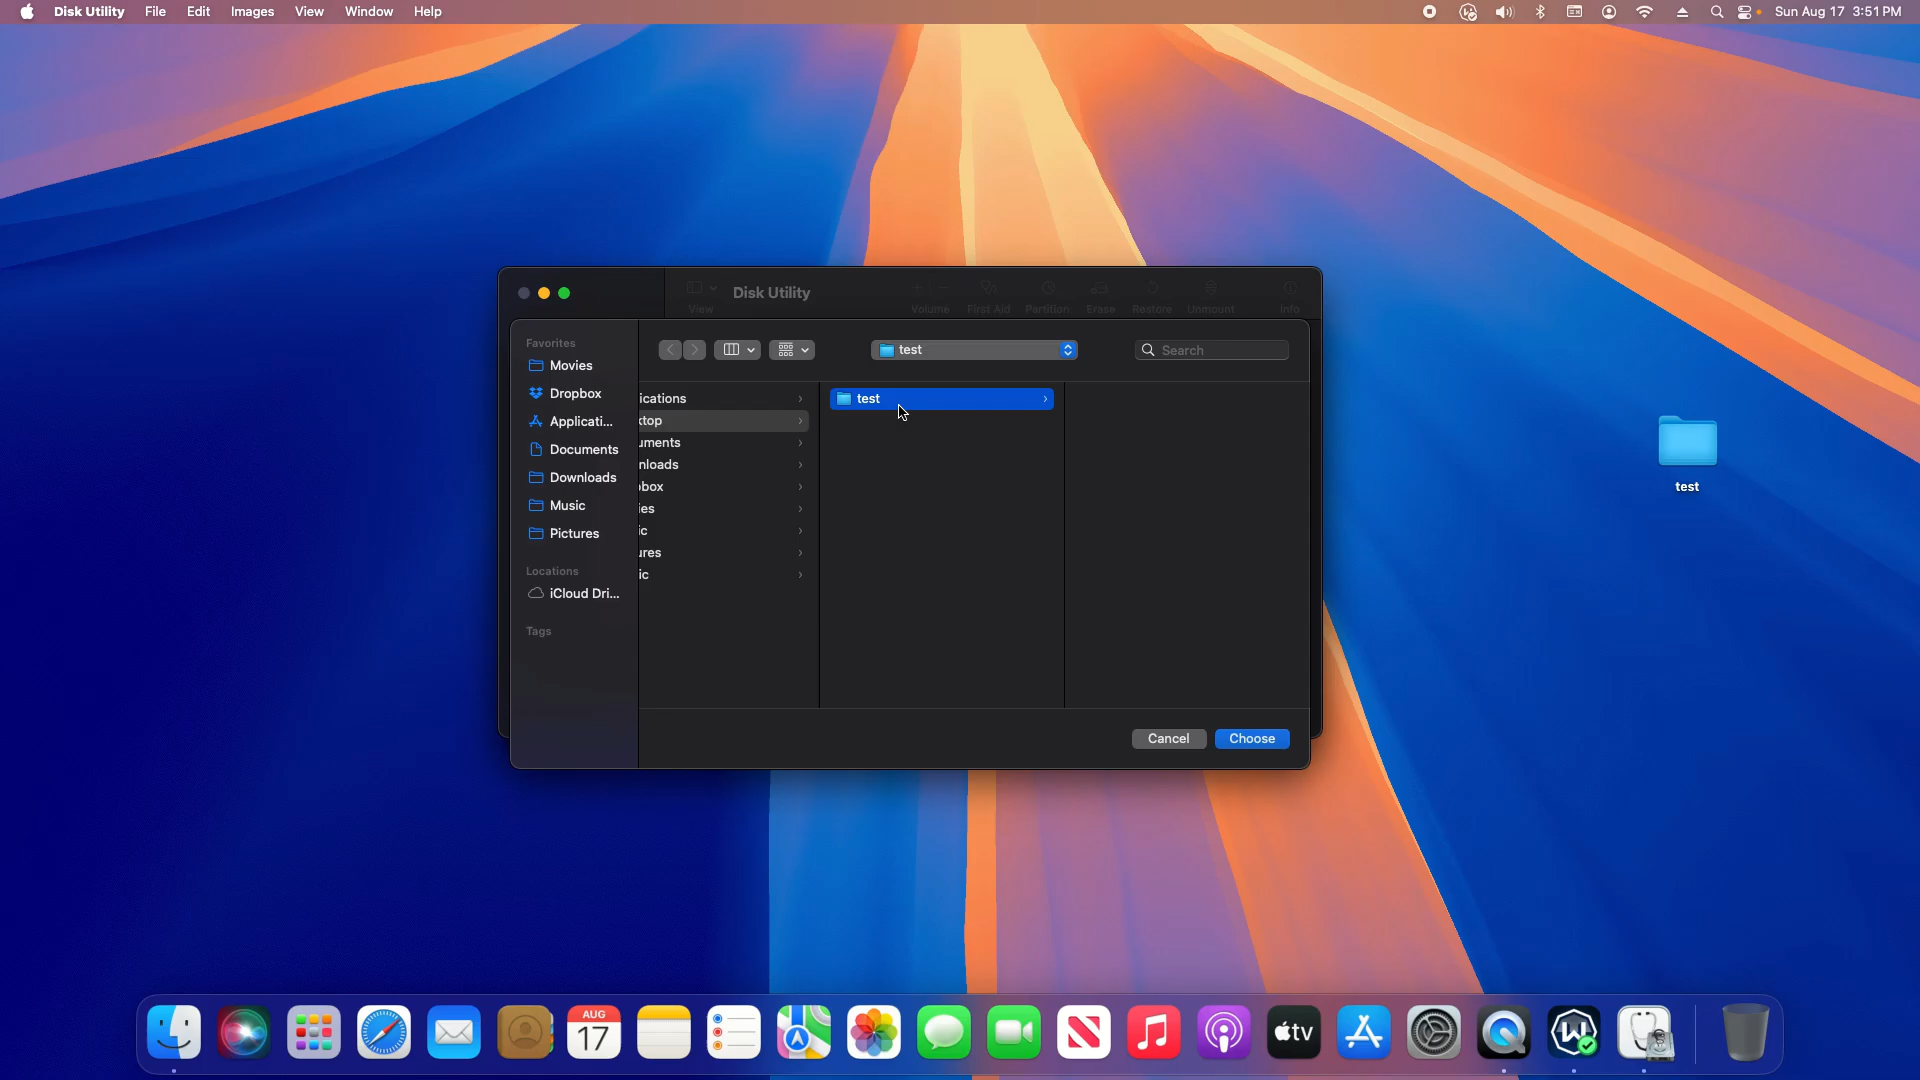 Disk Utility File Edit Images View Window Help Sun Aug 17 3:51 PM
Disk Utility
View Volume First Aid Partition Erase Restore Unmount Info
Favorites
Movies
Dropbox
Applicati...
Documents
Downloads
Music
Pictures
Locations
iCloud Dri...
Tags
test
Search
ications
ktop
uments
nloads
box
ies
ic
ures
ic
test
Cancel Choose
test
AUG
17
tv